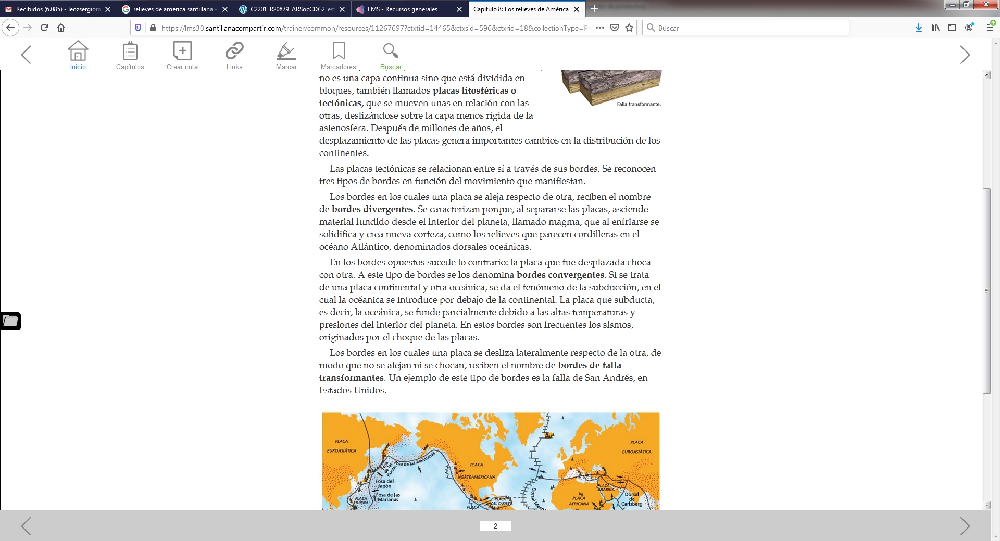 Recibidos (6.085) - leozsergiora
relieves de américa santillana -
C2201_R20879_ARSocCDG2_est
LMS - Recursos generales
Capítulo 8: Los relieves de América
https://lms30.santillanacompartir.com/trainer/common/resources/11267697?ctxtid=14465&ctxsid=596&ctxrid=18&collectionType=Pr
Buscar
Inicio
Capítulos
Crear nota
Links
Marcar
Marcadores
Buscar
no es una capa continua sino que está dividida en
bloques, también llamados placas litosféricas o
tectónicas, que se mueven unas en relación con las
otras, deslizándose sobre la capa menos rígida de la
astenosfera. Después de millones de años, el
desplazamiento de las placas genera importantes cambios en la distribución de los
continentes.
Falla transformante.
Las placas tectónicas se relacionan entre sí a través de sus bordes. Se reconocen
tres tipos de bordes en función del movimiento que manifiestan.
Los bordes en los cuales una placa se aleja respecto de otra, reciben el nombre
de bordes divergentes. Se caracterizan porque, al separarse las placas, asciende
material fundido desde el interior del planeta, llamado magma, que al enfriarse se
solidifica y crea nueva corteza, como los relieves que parecen cordilleras en el
océano Atlántico, denominados dorsales oceánicas.
En los bordes opuestos sucede lo contrario: la placa que fue desplazada choca
con otra. A este tipo de bordes se los denomina bordes convergentes. Si se trata
de una placa continental y otra oceánica, se da el fenómeno de la subducción, en el
cual la océanica se introduce por debajo de la continental. La placa que subducta,
es decir, la oceánica, se funde parcialmente debido a las altas temperaturas y
presiones del interior del planeta. En estos bordes son frecuentes los sismos,
originados por el choque de las placas.
Los bordes en los cuales una placa se desliza lateralmente respecto de la otra, de
modo que no se alejan ni se chocan, reciben el nombre de bordes de falla
transformantes. Un ejemplo de este tipo de bordes es la falla de San Andrés, en
Estados Unidos.
PLACA
EUROASIÁTICA
Fosa
de las
Kuriles
Fosa de las Aleutianas
PLACA
NORTEAMERICANA
PLACA
EUROASIÁTICA
Fosa del
Japón
Fosa de las
Marianas
PLACA
FILIPINA
PLACA
PLACA
DEL CARIBE
Dorsal
PLACA
AFRICANA
PLACA
ARÁBIGA
Dorsal
de
Carlsberg
2